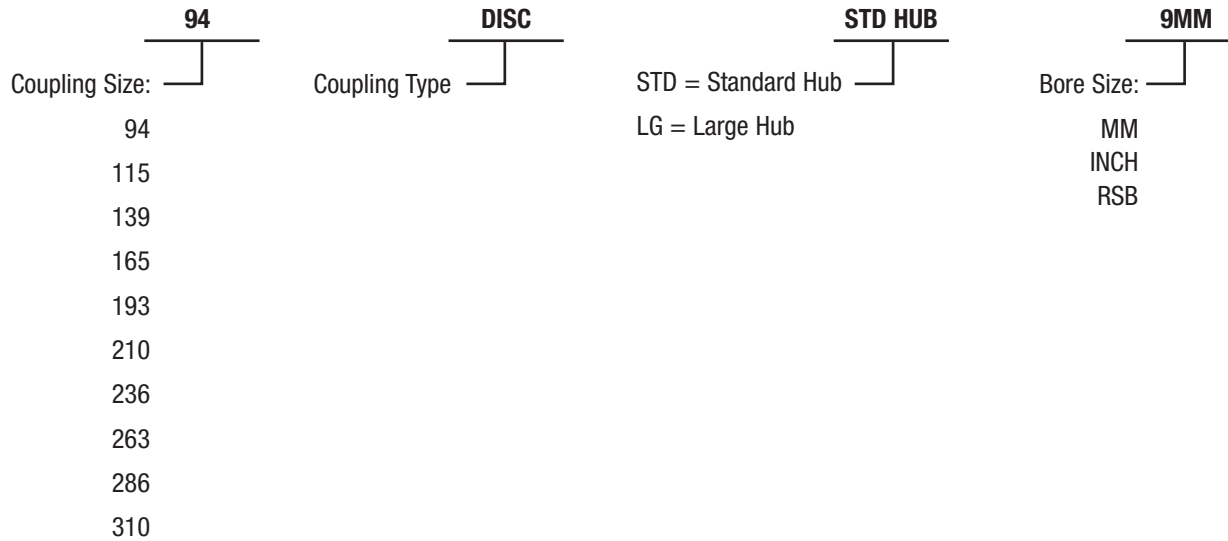 94 DISC STD HUB 9MM
Coupling Size: Coupling Type STD = Standard Hub Bore Size:
94 LG = Large Hub MM
115 INCH
139 RSB
165
193
210
236
263
286
310